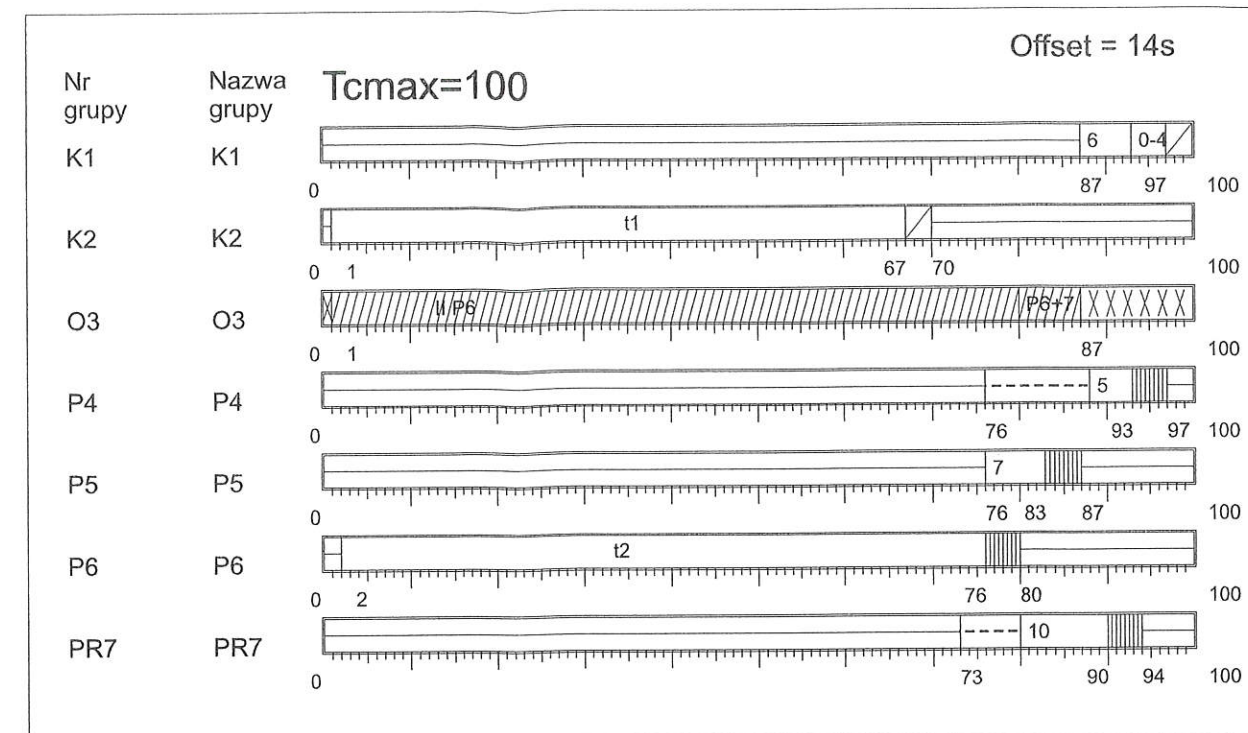 Offset = 14s
Nr grupy Nazwa grupy Tcmax=100
K1 K1 6 0-4
0 87 97 100
K2 K2 t1
0 1 67 70 100
O3 O3 II P6 P6+7
0 1 87 100
P4 P4 5
0 76 93 97 100
P5 P5 7
0 76 83 87 100
P6 P6 t2
0 2 76 80 100
PR7 PR7 10
0 73 90 94 100